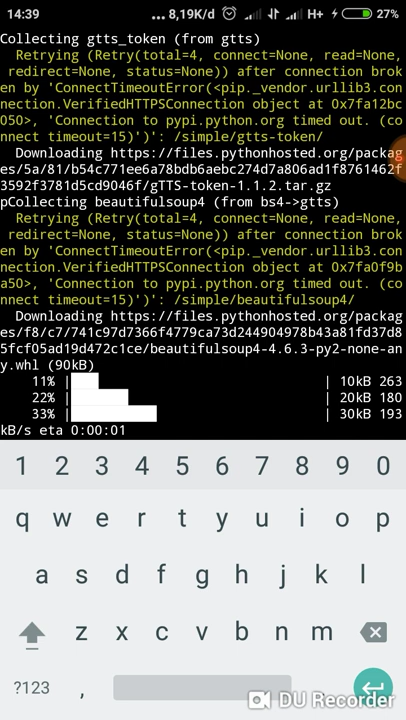 14:39 ... 8,19K/d H+ 27%
Collecting gtts_token (from gtts)
Retrying (Retry(total=4, connect=None, read=None,
redirect=None, status=None)) after connection brok
en by 'ConnectTimeoutError(<pip._vendor.urllib3.con
nection.VerifiedHTTPSConnection object at 0x7fa12bc
050>, 'Connection to pypi.python.org timed out. (co
nnect timeout=15)')': /simple/gtts-token/
Downloading https://files.pythonhosted.org/packag
es/5a/81/b54c771ee6a78bdb6aebc274d7a806ad1f8761462f
3592f3781d5cd9046f/gTTS-token-1.1.2.tar.gz
pCollecting beautifulsoup4 (from bs4->gtts)
Retrying (Retry(total=4, connect=None, read=None,
redirect=None, status=None)) after connection brok
en by 'ConnectTimeoutError(<pip._vendor.urllib3.con
nection.VerifiedHTTPSConnection object at 0x7fa0f9b
a50>, 'Connection to pypi.python.org timed out. (co
nnect timeout=15)')': /simple/beautifulsoup4/
Downloading https://files.pythonhosted.org/packag
es/f8/c7/741c97d7366f4779ca73d244904978b43a81fd37d8
5fcf05ad19d472c1ce/beautifulsoup4-4.6.3-py2-none-an
y.whl (90kB)
11% | | 10kB 263
22% | | 20kB 180
33% | | 30kB 193
kB/s eta 0:00:01
1 2 3 4 5 6 7 8 9 0
q w e r t y u i o p
a s d f g h j k l
z x c v b n m
?123 , .
DU Recorder